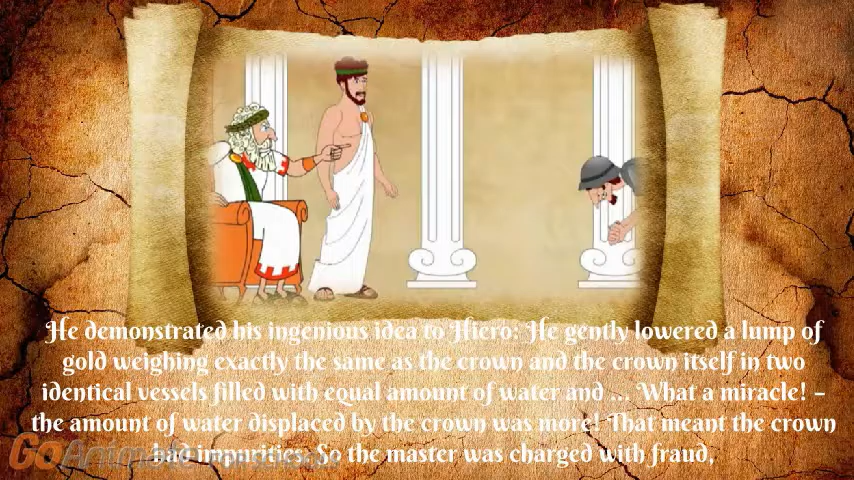 He demonstrated his ingenious idea to Hiero: He gently lowered a lump of
gold weighing exactly the same as the crown and the crown itself in two
identical vessels filled with equal amount of water and ... What a miracle! –
the amount of water displaced by the crown was more! That meant the crown
had impurities. So the master was charged with fraud,
GoAnimate FOR SCHOOLS